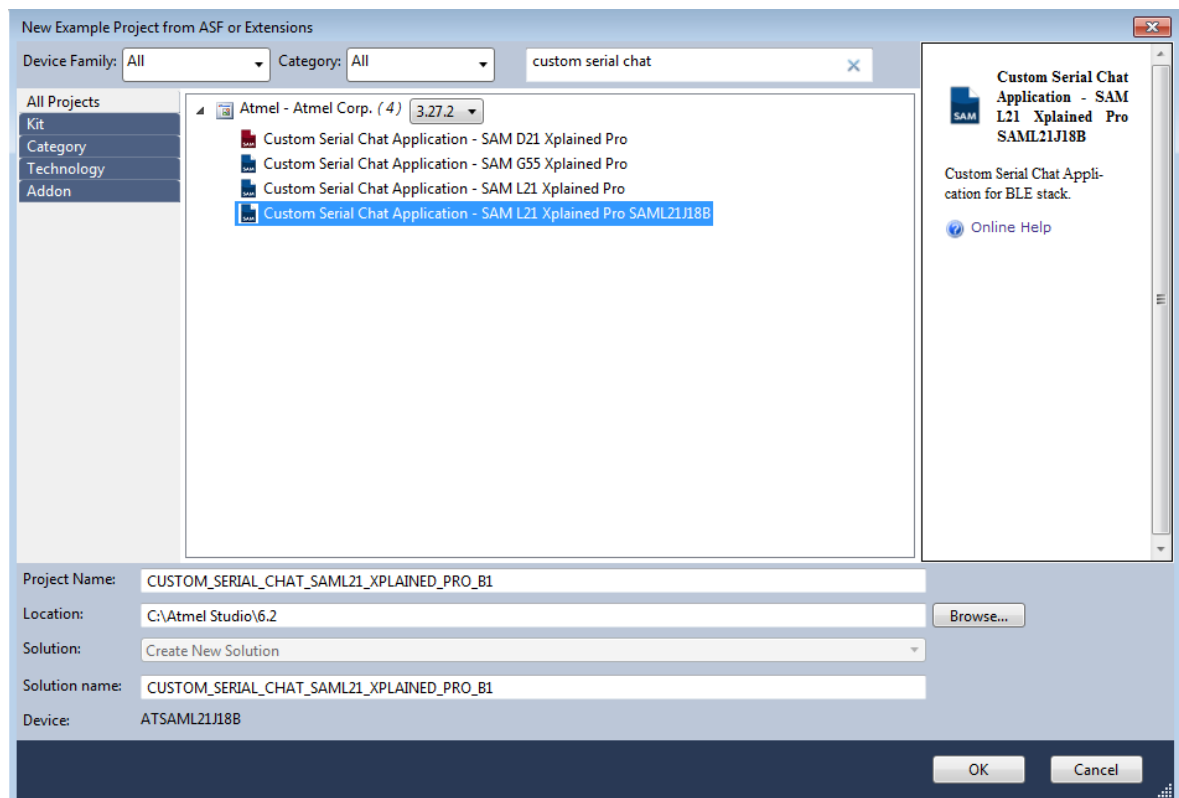 New Example Project from ASF or Extensions
Device Family: All Category: All custom serial chat
All Projects
Kit
Category
Technology
Addon
Atmel - Atmel Corp. (4) 3.27.2
Custom Serial Chat Application - SAM D21 Xplained Pro
Custom Serial Chat Application - SAM G55 Xplained Pro
Custom Serial Chat Application - SAM L21 Xplained Pro
Custom Serial Chat Application - SAM L21 Xplained Pro SAML21J18B
SAM
Custom Serial Chat
Application - SAM
L21 Xplained Pro
SAML21J18B
Custom Serial Chat Appli-
cation for BLE stack.
Online Help
Project Name: CUSTOM_SERIAL_CHAT_SAML21_XPLAINED_PRO_B1
Location: C:\Atmel Studio\6.2 Browse...
Solution: Create New Solution
Solution name: CUSTOM_SERIAL_CHAT_SAML21_XPLAINED_PRO_B1
Device: ATSAML21J18B
OK Cancel